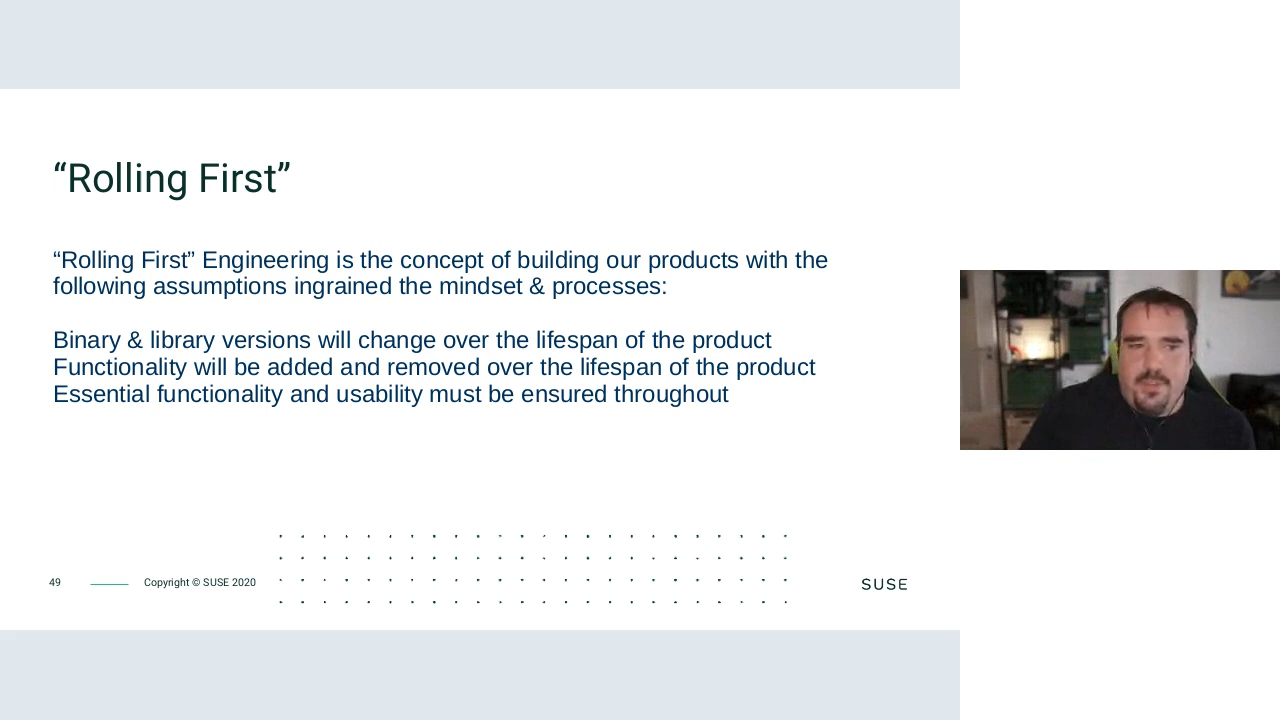 “Rolling First”
“Rolling First” Engineering is the concept of building our products with the
following assumptions ingrained the mindset & processes:
Binary & library versions will change over the lifespan of the product
Functionality will be added and removed over the lifespan of the product
Essential functionality and usability must be ensured throughout
49
Copyright © SUSE 2020
SUSE